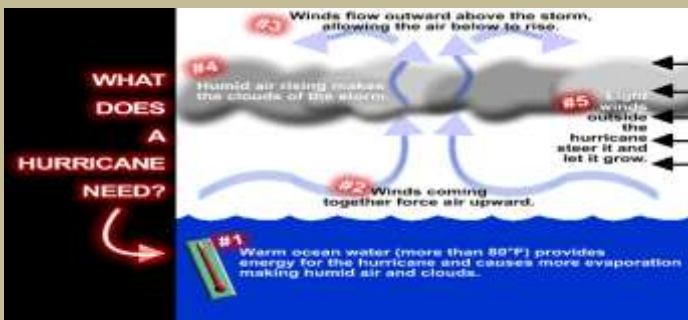 WHAT
DOES
A
HURRICANE
NEED?
#3
Winds flow outward above the storm,
allowing the air below to rise.
#4
Humid air rising makes
the clouds of the storm.
#5 Light
winds
outside
the
hurricane
steer it and
let it grow.
#2 Winds coming
together force air upward.
#1
Warm ocean water (more than 80°F) provides
energy for the hurricane and causes more evaporation
making humid air and clouds.